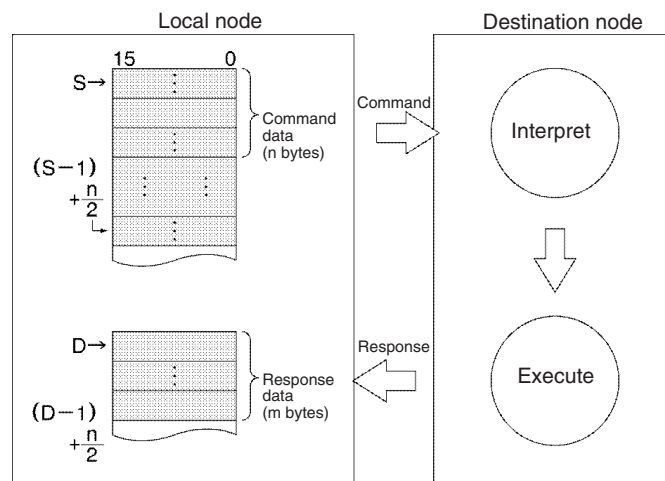 Local node
Destination node
15 0
S→
Command
data
(n bytes)
(S−1)
+ n/2
Command
Interpret
D→
Response
data
(m bytes)
(D−1)
+ n/2
Response
Execute